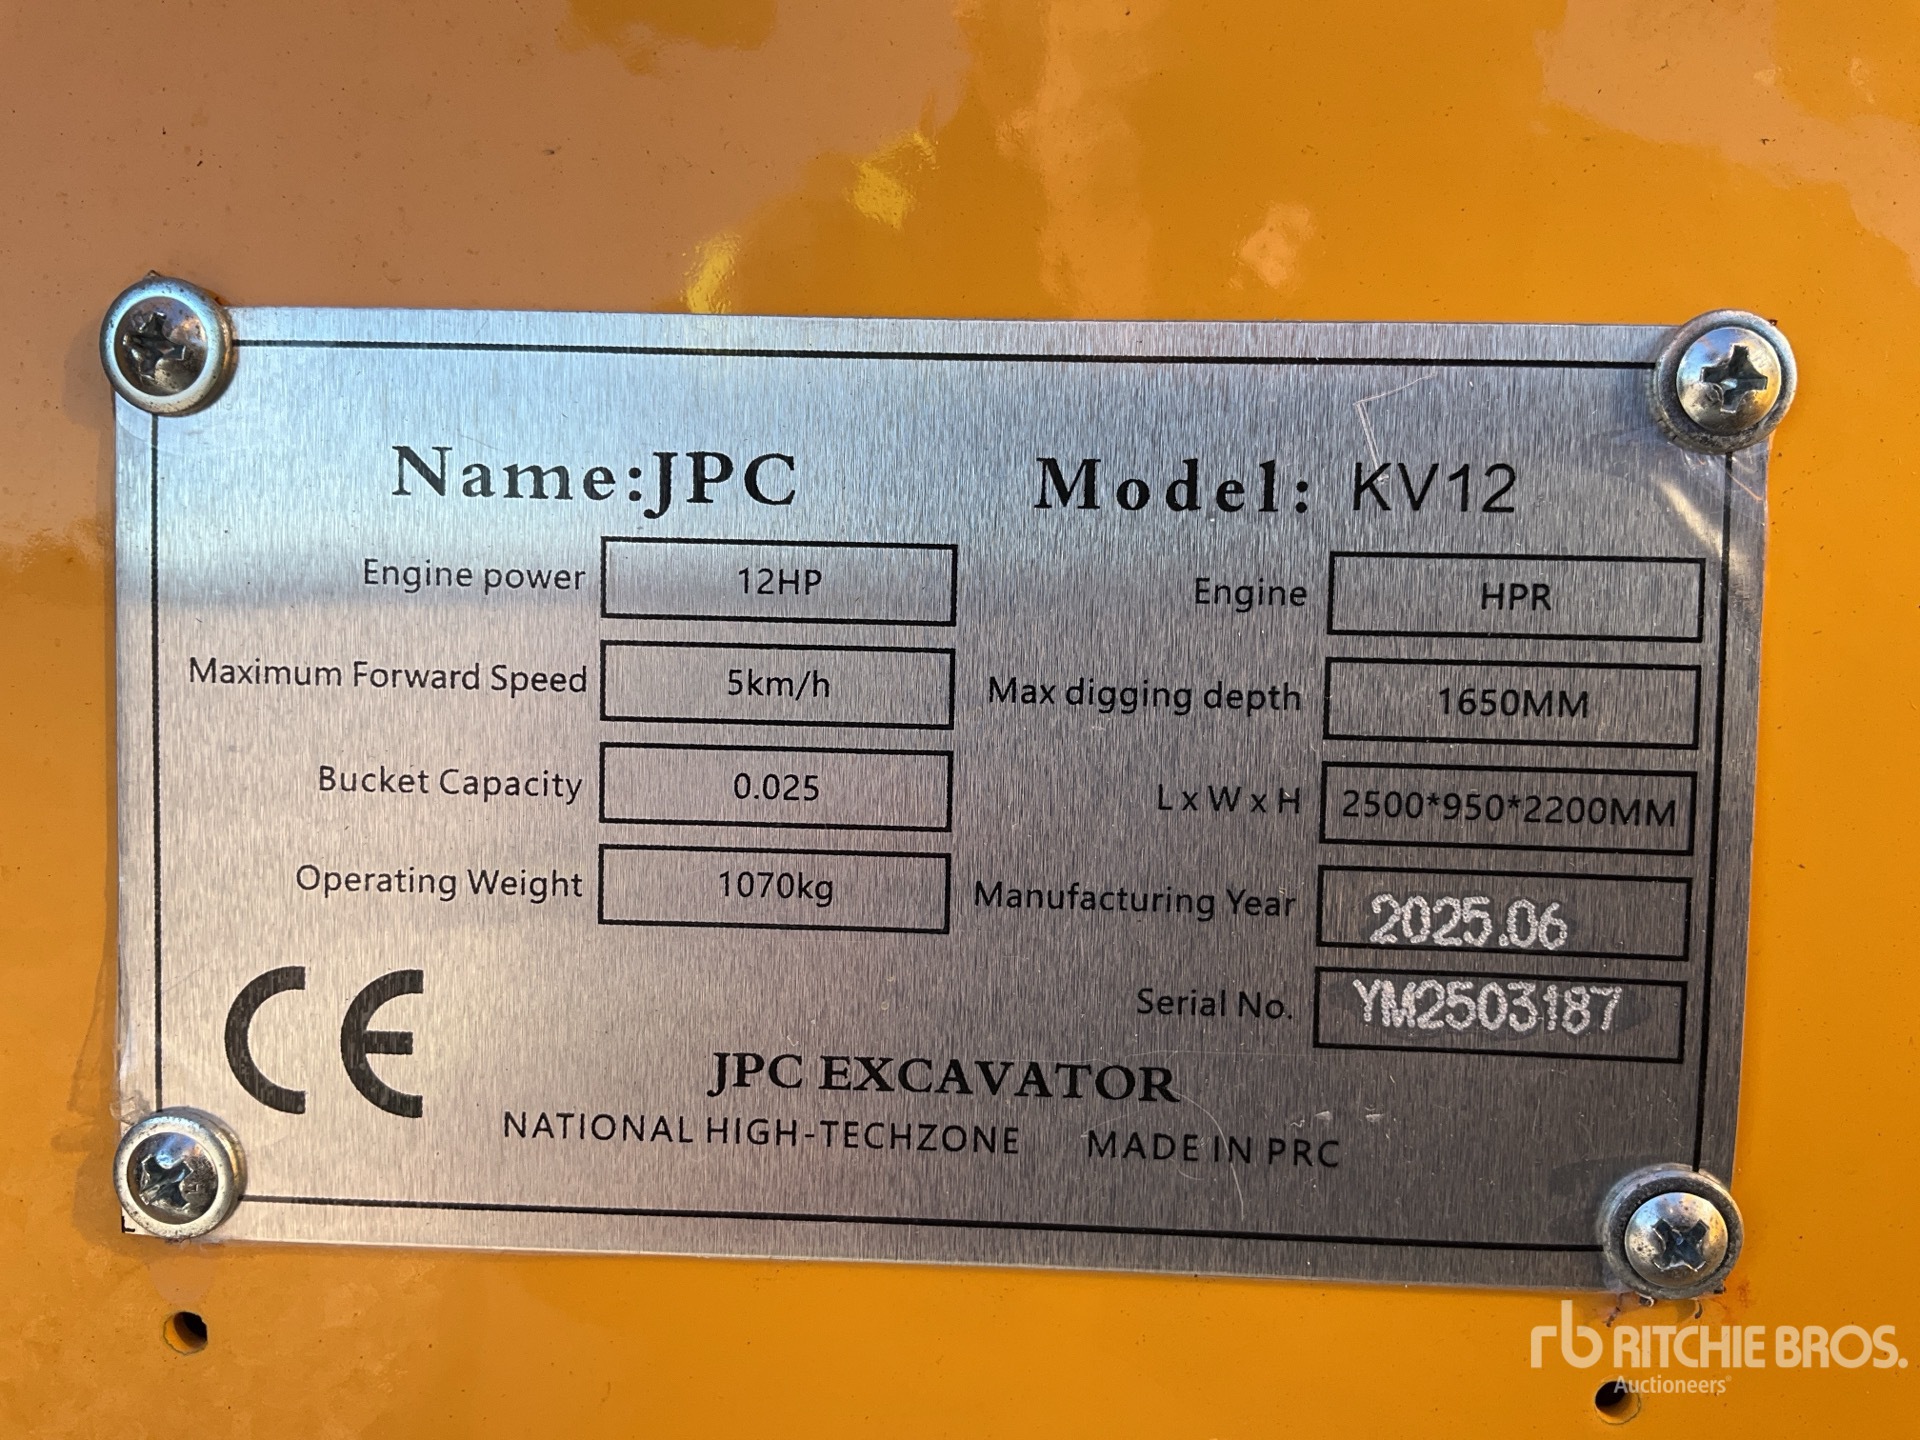 Name:JPC Model: KV12
Engine power 12HP Engine HPR
Maximum Forward Speed 5km/h Max digging depth 1650MM
Bucket Capacity 0.025 L x W x H 2500*950*2200MM
Operating Weight 1070kg Manufacturing Year 2025.06
Serial No. YM2503187
CE
JPC EXCAVATOR
NATIONAL HIGH-TECHZONE MADE IN PRC
rb RITCHIE BROS.
Auctioneers